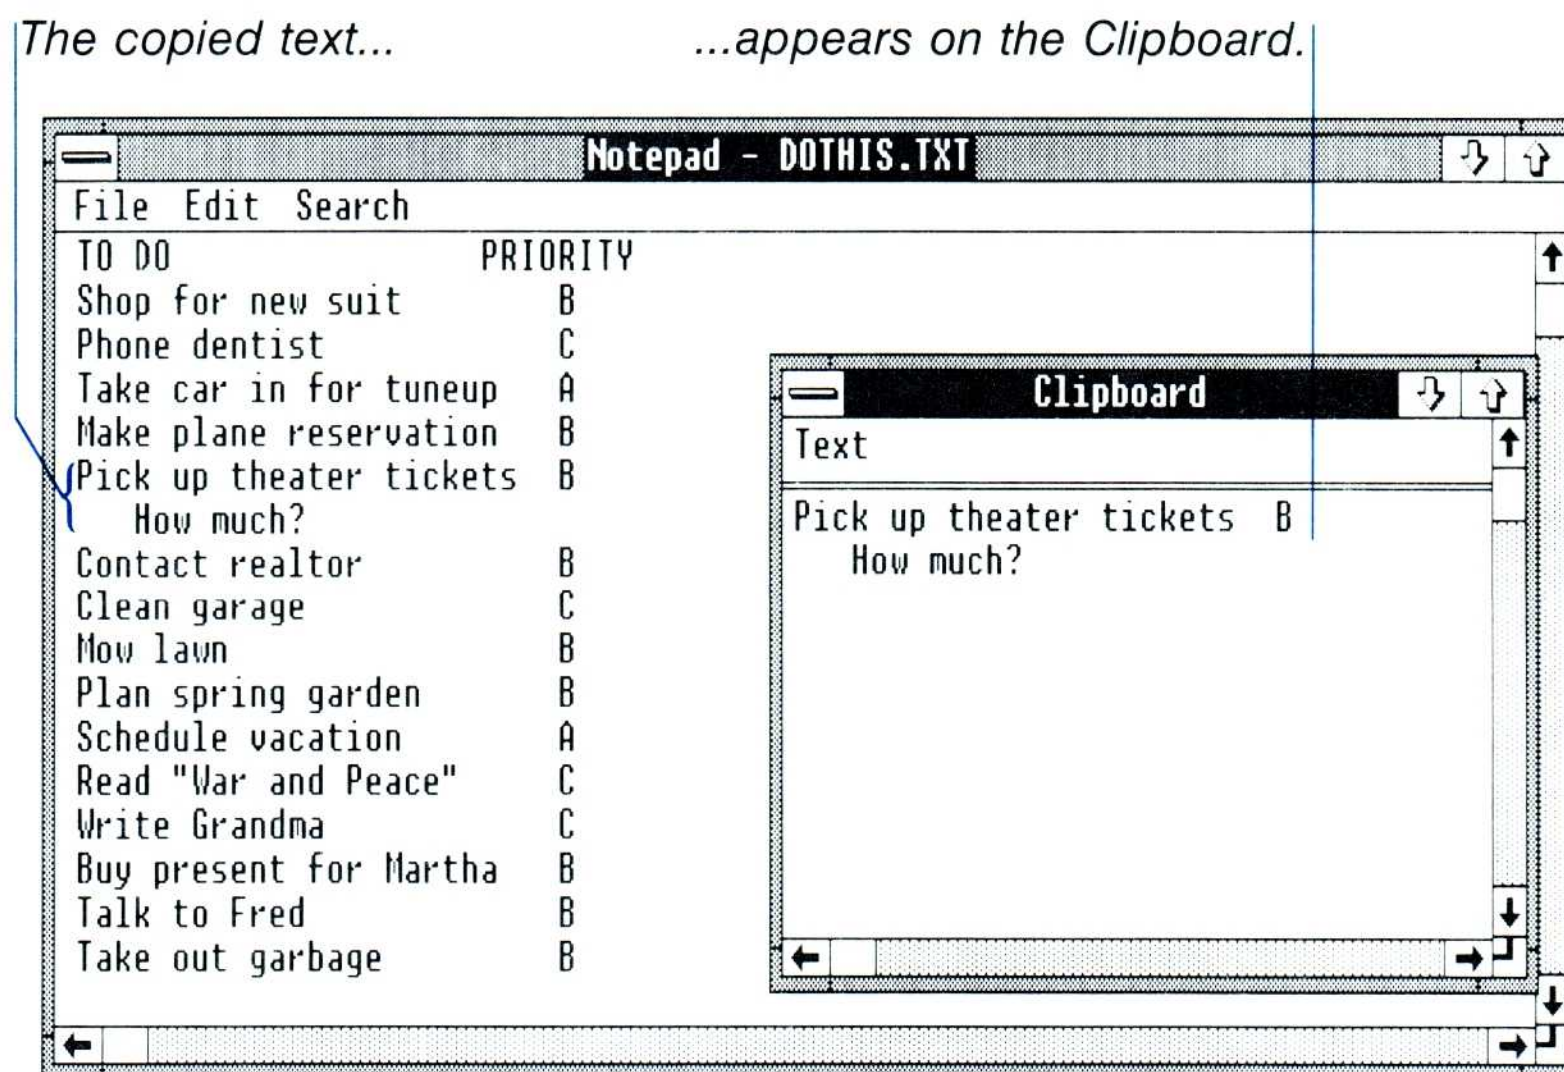 The copied text...
...appears on the Clipboard.
Notepad - DOTHIS.TXT
File Edit Search
TO DO PRIORITY
Shop for new suit B
Phone dentist C
Take car in for tuneup A
Make plane reservation B
Pick up theater tickets B
How much?
Contact realtor B
Clean garage C
Mow lawn B
Plan spring garden B
Schedule vacation A
Read "War and Peace" C
Write Grandma C
Buy present for Martha B
Talk to Fred B
Take out garbage B
Clipboard
Text
Pick up theater tickets B
How much?